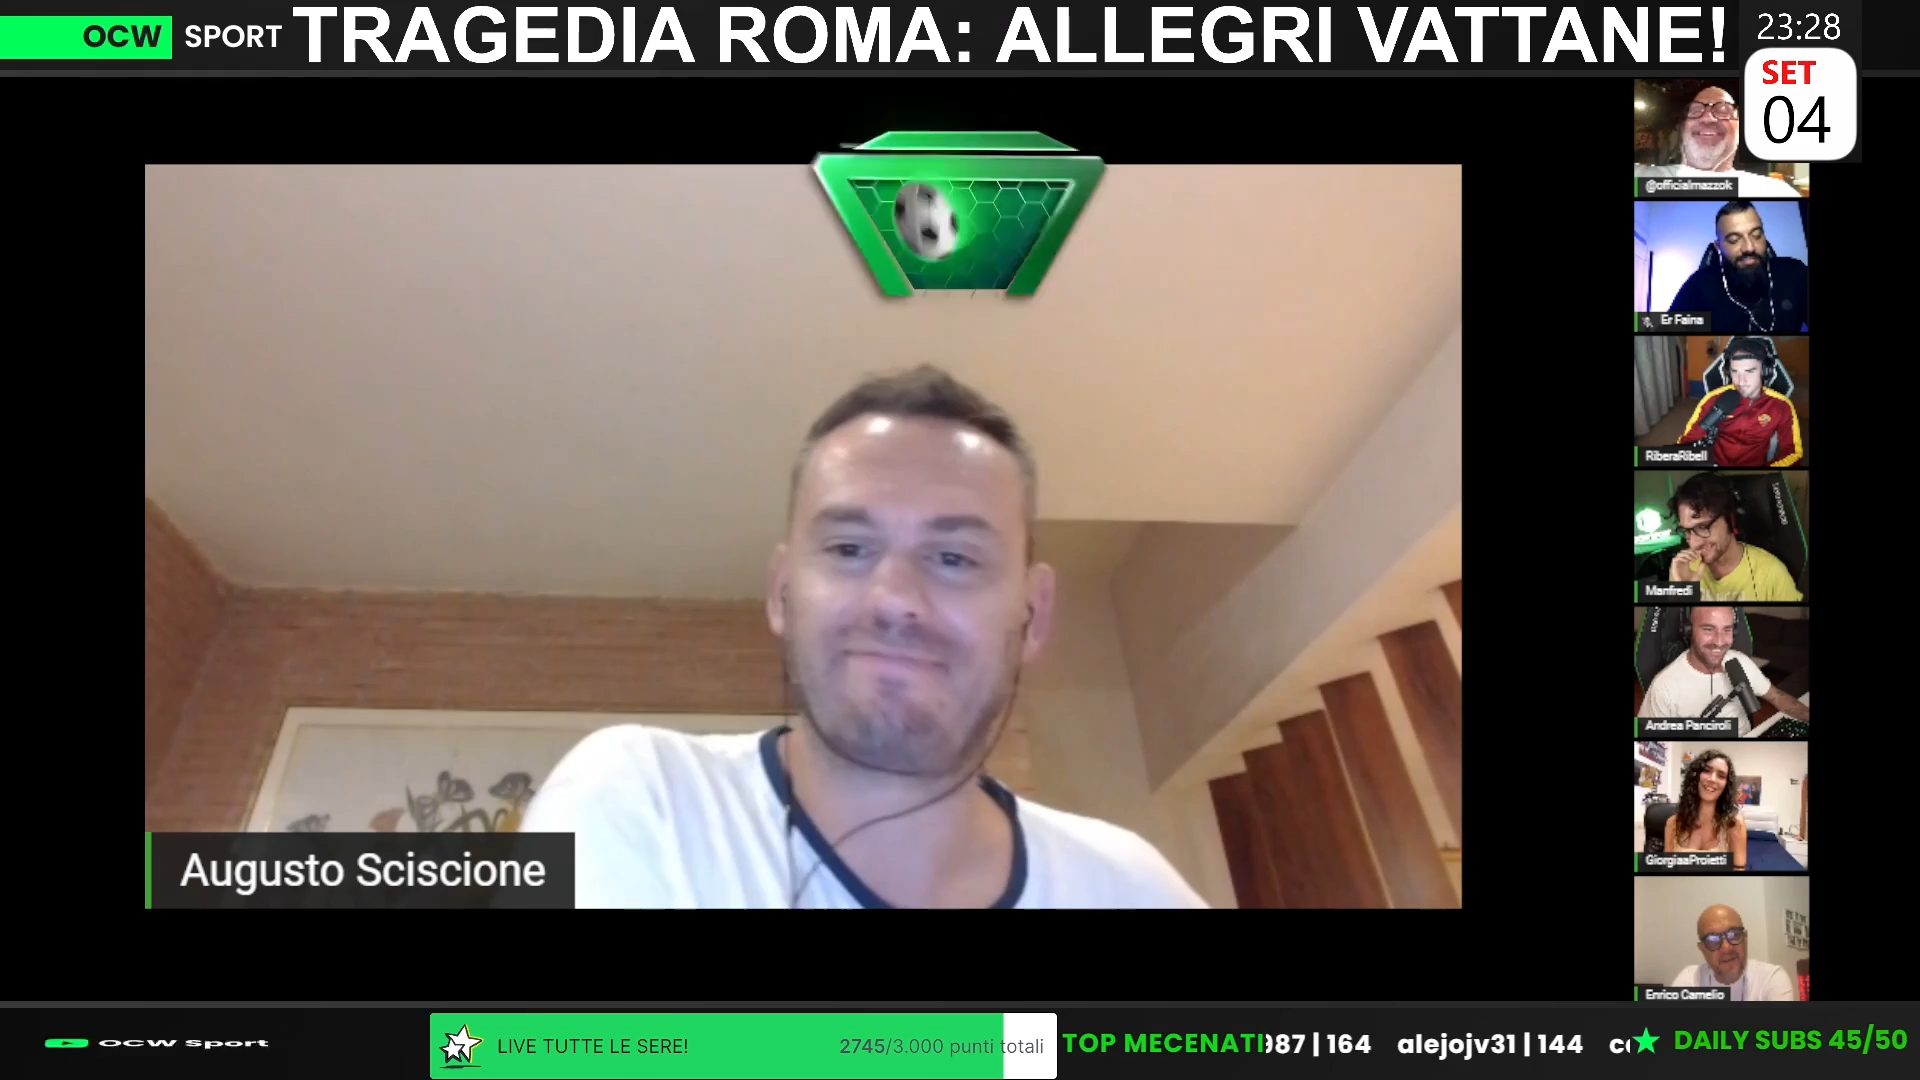 OCW SPORT
TRAGEDIA ROMA: ALLEGRI VATTANE!
23:28
SET
04
@officialmazzok
Er Faina
RiberaRibell
Manfredi
Andrea Panciroli
GiorgiaaProietti
Enrico Camelio
Augusto Sciscione
OCW Sport
LIVE TUTTE LE SERE!
2745/3.000 punti totali
TOP MECENATI
987 | 164 alejojv31 | 144
DAILY SUBS 45/50